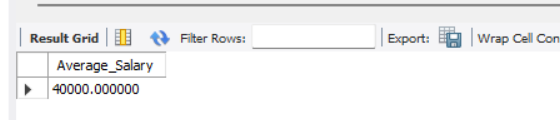 Result Grid Filter Rows: Export: Wrap Cell Con
Average_Salary
40000.000000